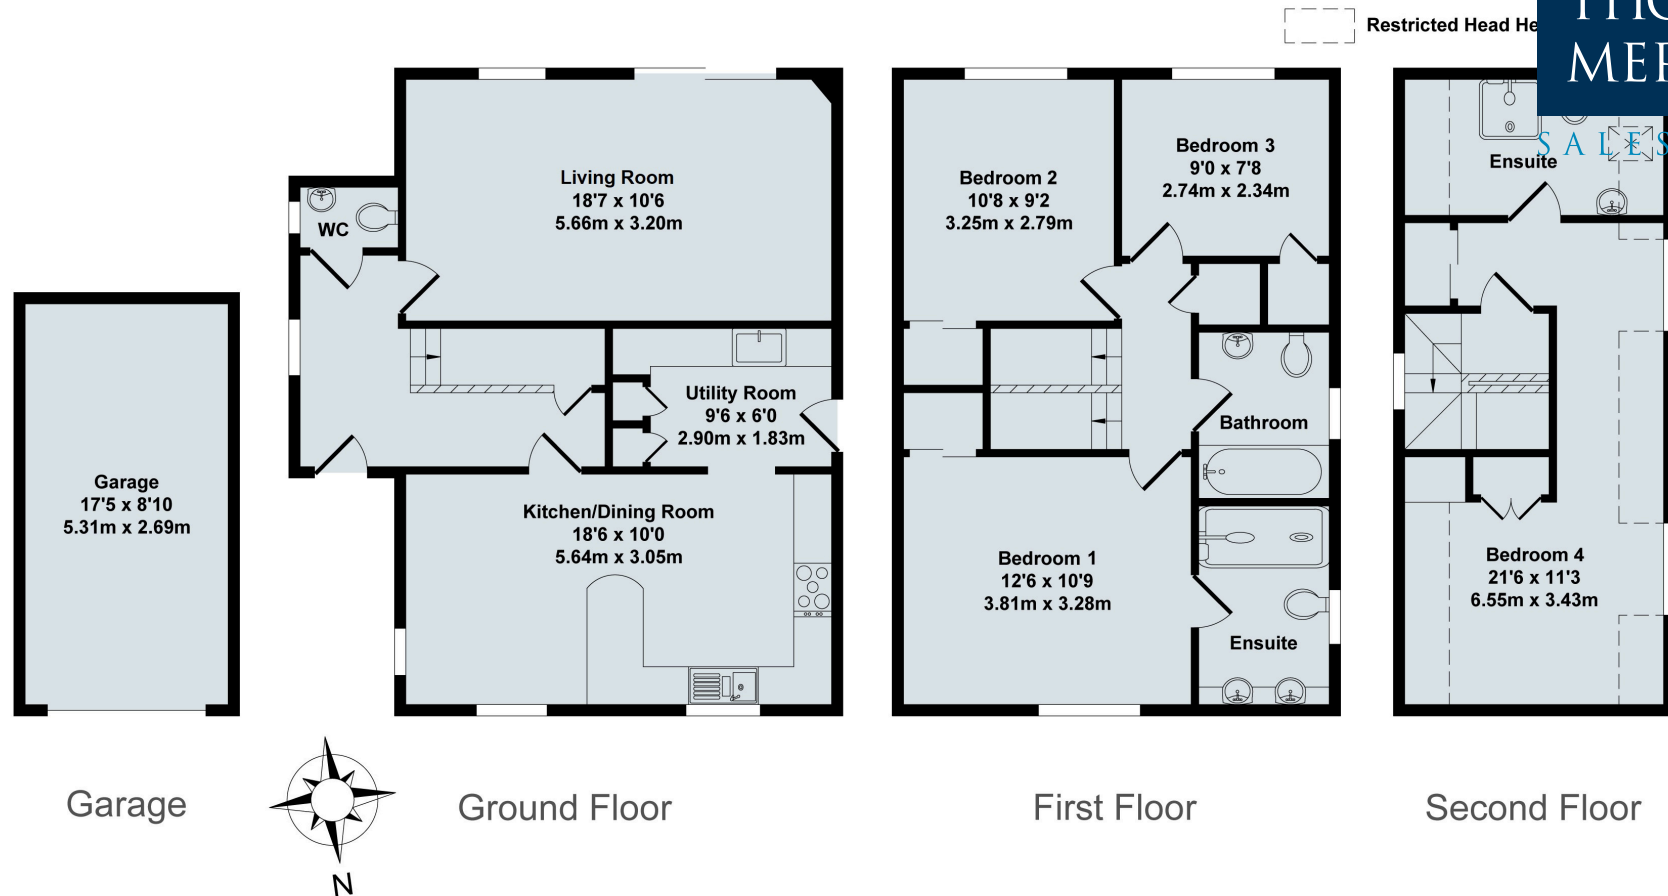 Restricted Head
SALES
Living Room
18'7 x 10'6
5.66m x 3.20m
WC
Garage
17'5 x 8'10
5.31m x 2.69m
Utility Room
9'6 x 6'0
2.90m x 1.83m
Kitchen/Dining Room
18'6 x 10'0
5.64m x 3.05m
Bedroom 2
10'8 x 9'2
3.25m x 2.79m
Bedroom 3
9'0 x 7'8
2.74m x 2.34m
Bathroom
Bedroom 1
12'6 x 10'9
3.81m x 3.28m
Ensuite
Ensuite
Bedroom 4
21'6 x 11'3
6.55m x 3.43m
Garage
N
Ground Floor
First Floor
Second Floor